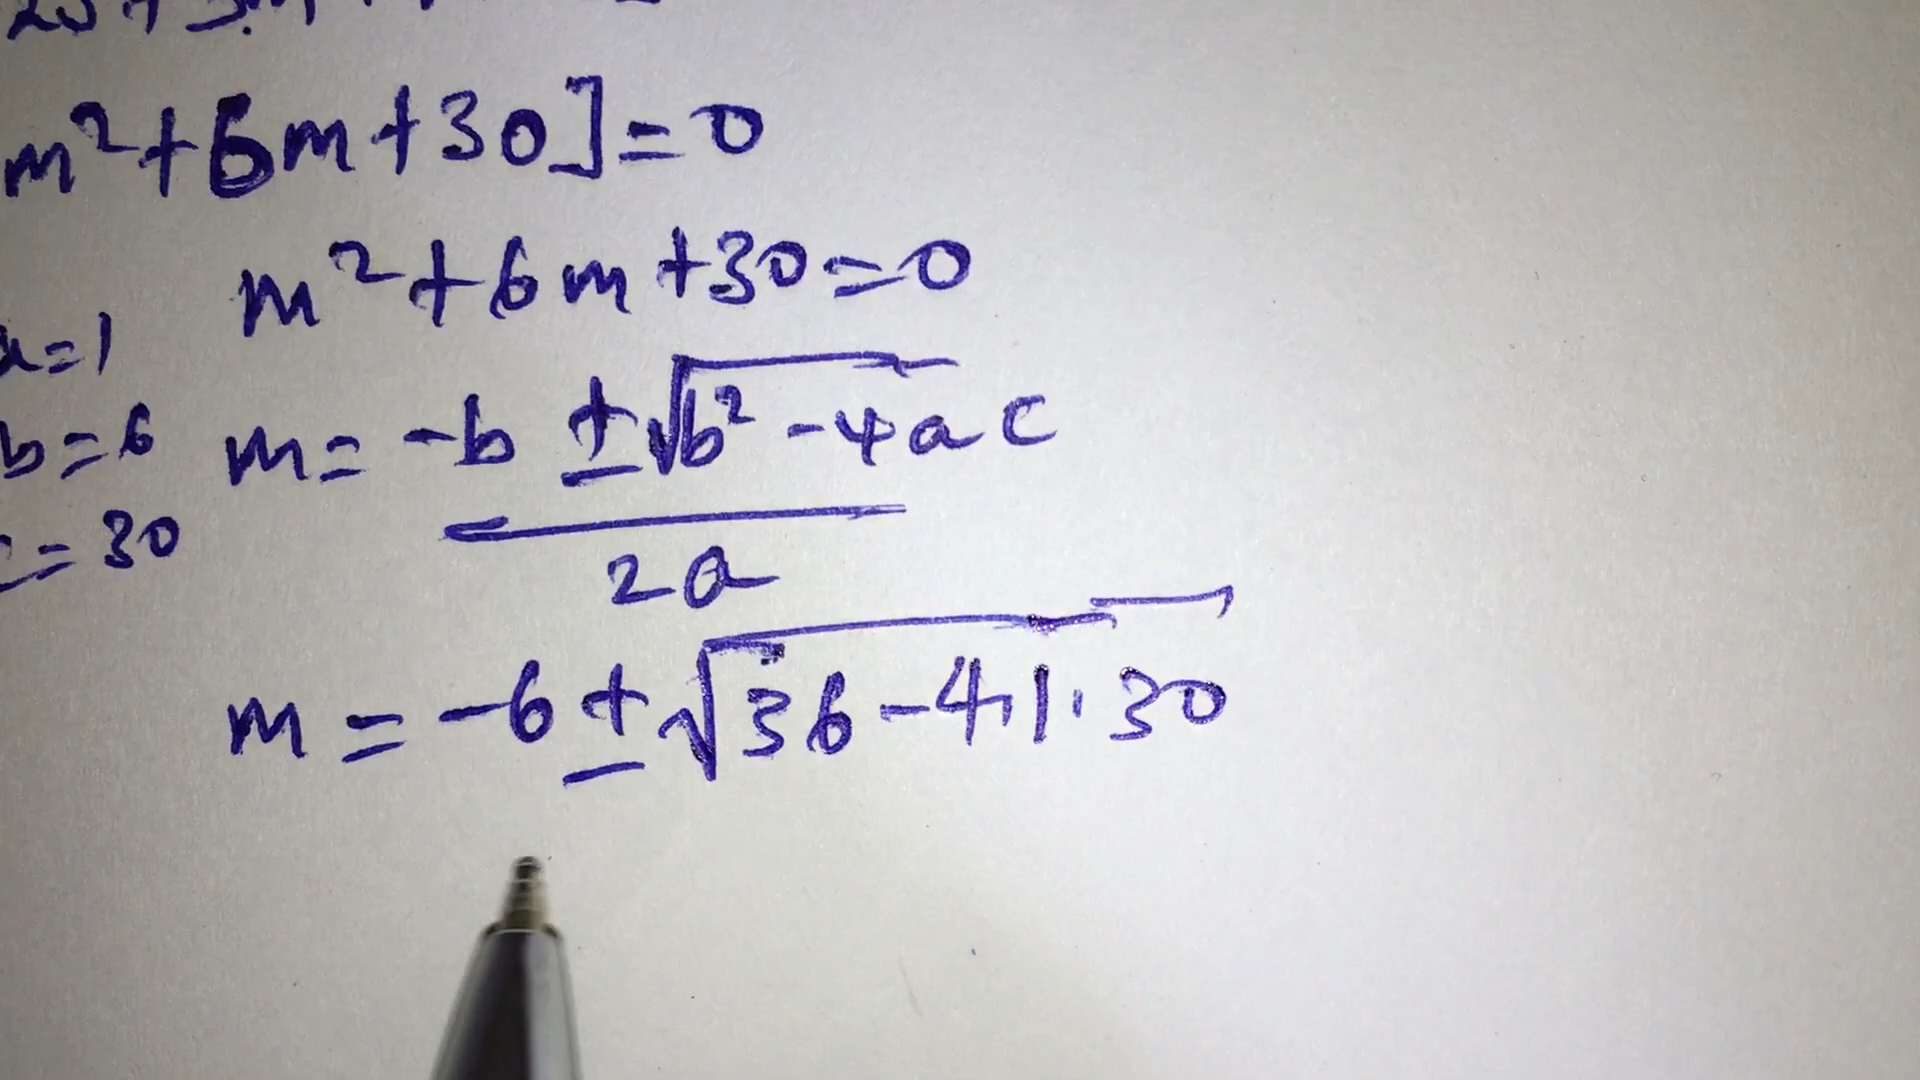 m²+6m+30]=0
m²+6m+30=0
a=1
b=6
m= -b ± √b²-4ac
c=30
2a
m = -6 ± √36-4.1.30